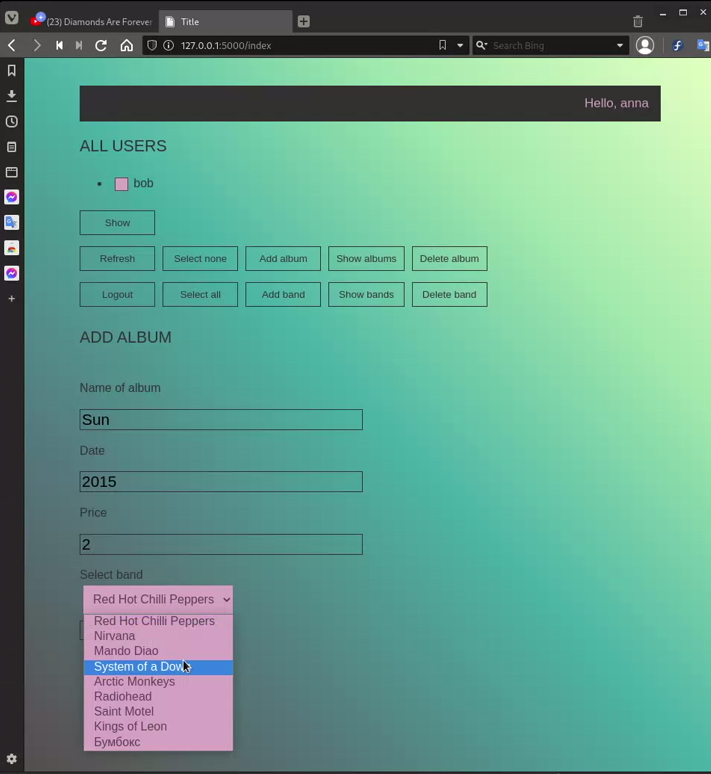 (23) Diamonds Are Forever
Title
127.0.0.1:5000/index
Search Bing
Hello, anna
ALL USERS
bob
Show
Refresh Select none Add album Show albums Delete album
Logout Select all Add band Show bands Delete band
ADD ALBUM
Name of album
Sun
Date
2015
Price
2
Select band
Red Hot Chilli Peppers
Red Hot Chilli Peppers
Nirvana
Mando Diao
System of a Down
Arctic Monkeys
Radiohead
Saint Motel
Kings of Leon
Бумбокс